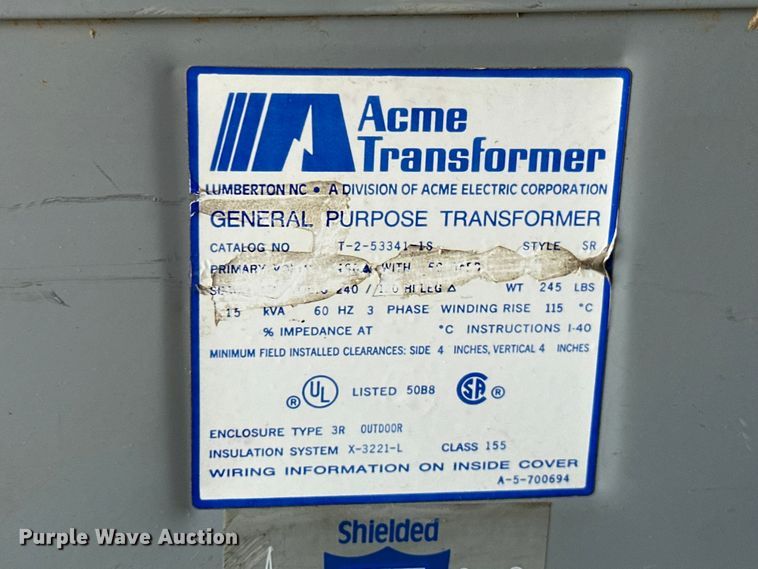 Acme
Transformer
LUMBERTON NC • A DIVISION OF ACME ELECTRIC CORPORATION
GENERAL PURPOSE TRANSFORMER
CATALOG NO T-2-53341-1S STYLE SR
PRIMARY WITH
240 / HI LEG Δ WT 245 LBS
15 kVA 60 HZ 3 PHASE WINDING RISE 115 °C
% IMPEDANCE AT °C INSTRUCTIONS I-40
MINIMUM FIELD INSTALLED CLEARANCES: SIDE 4 INCHES, VERTICAL 4 INCHES
® UL LISTED 50B8 SA ®
ENCLOSURE TYPE 3R OUTDOOR
INSULATION SYSTEM X-3221-L CLASS 155
WIRING INFORMATION ON INSIDE COVER
A-5-700694
Shielded
Purple Wave Auction